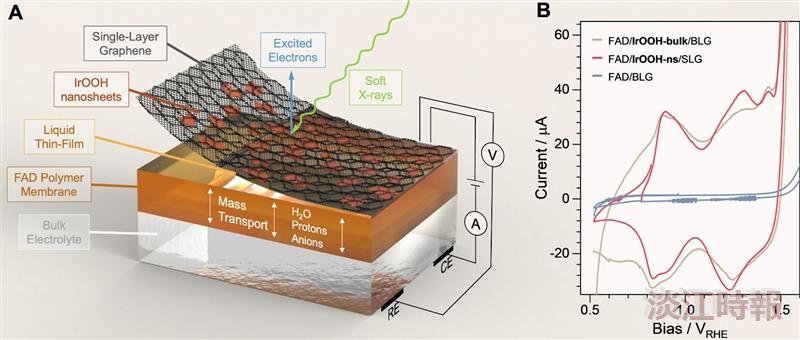 A
Single-Layer
Graphene
IrOOH
nanosheets
Liquid
Thin-Film
FAD Polymer
Membrane
Bulk
Electrolyte
Excited
Electrons
Soft
X-rays
Mass
Transport
H₂O
Protons
Anions
V
A
CE
RE
B
FAD/IrOOH-bulk/BLG
FAD/IrOOH-ns/SLG
FAD/BLG
Current / µA
60
40
20
0
-20
0.5
1.0
1.5
Bias / VRHE
淡江時報